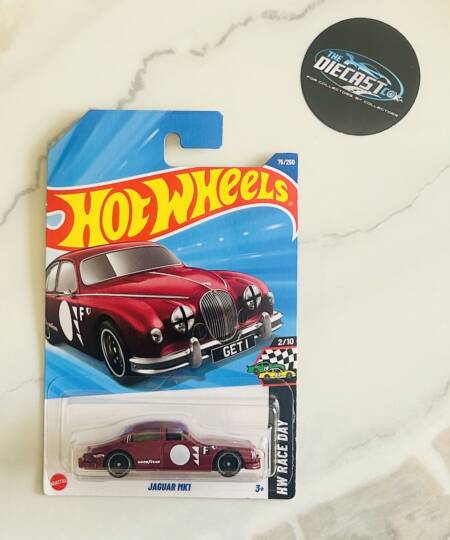 THE
DIECAST
CO.
FOR COLLECTORS BY COLLECTORS
75/250
HOT WHEELS
F
GET 1
2/10
HW RACE DAY
GOODYEAR
F
MATTEL
JAGUAR MK1
3+